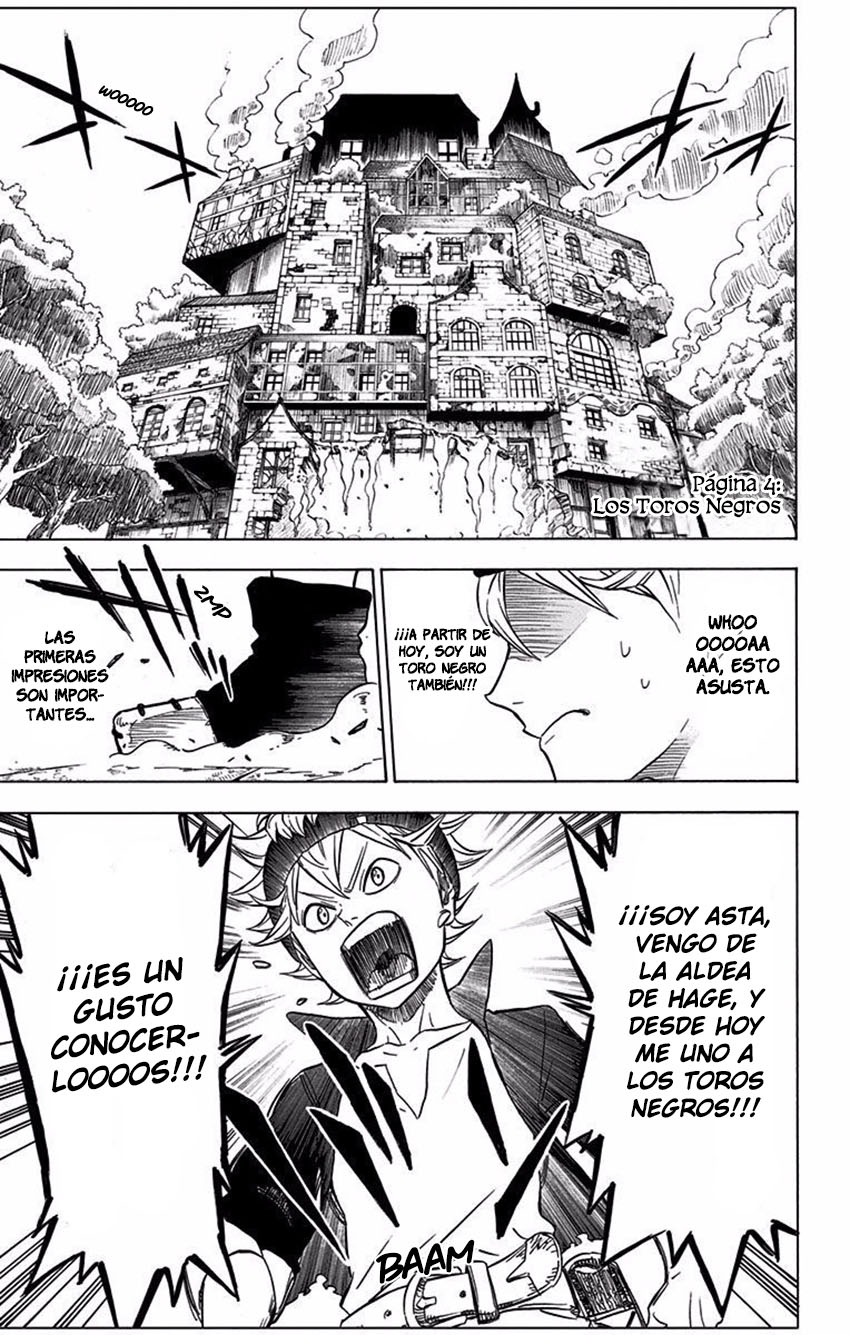 WOOOOO
Página 4:
Los Toros Negros
WHOO
OOOÓAA
AAA, ESTO
ASUSTA.
¡¡¡A PARTIR DE
HOY, SOY UN
TORO NEGRO
TAMBIÉN!!!
ZMP
LAS
PRIMERAS
IMPRESIONES
SON IMPOR-
TANTES...
¡¡¡SOY ASTA,
VENGO DE
LA ALDEA
DE HAGE, Y
DESDE HOY
ME UNO A
LOS TOROS
NEGROS!!!
¡¡¡ES UN
GUSTO
CONOCER-
LOOOOS!!!
BAAM